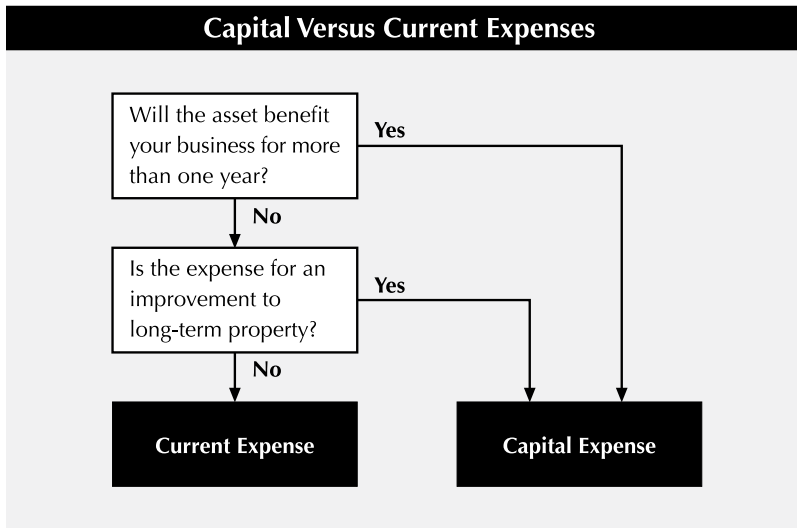 Capital Versus Current Expenses
Will the asset benefit
your business for more
than one year?
Yes
No
Is the expense for an
improvement to
long-term property?
Yes
No
Current Expense
Capital Expense